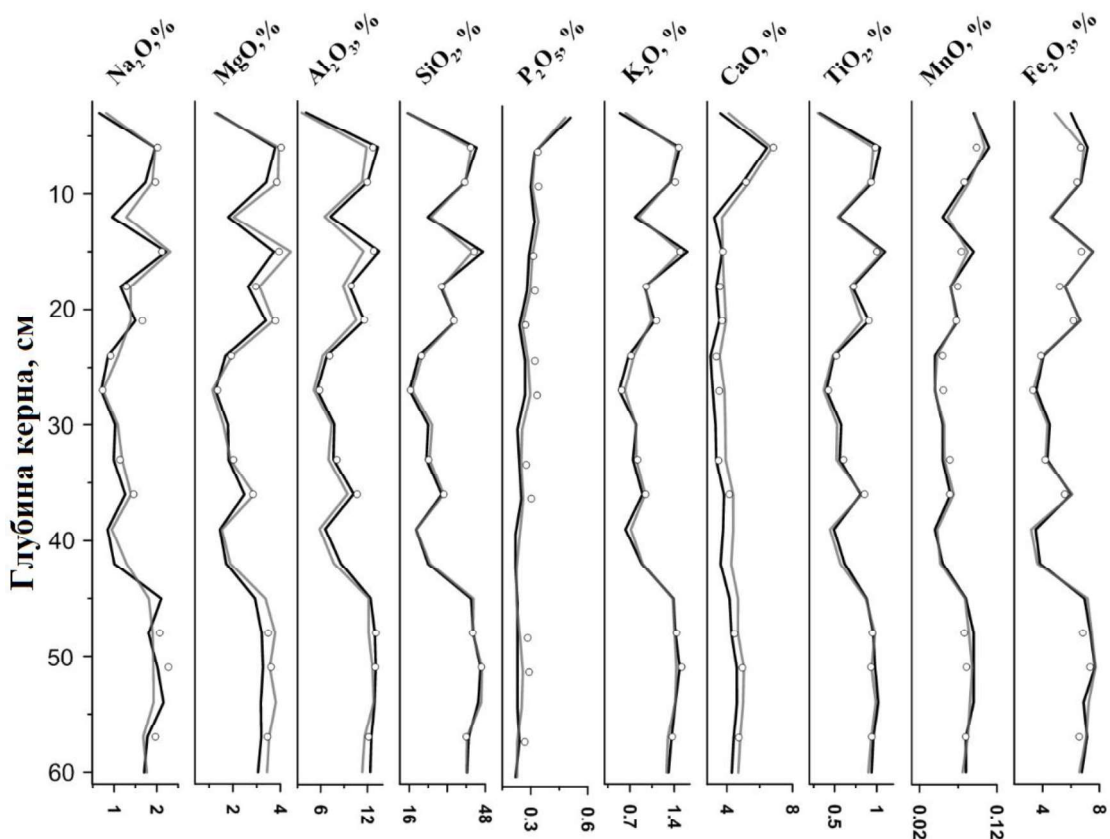 Na₂O, %
MgO, %
Al₂O₃, %
SiO₂, %
P₂O₅, %
K₂O, %
CaO, %
TiO₂, %
MnO, %
Fe₂O₃, %
Глубина керна, см
10
20
30
40
50
60
1 2
2 4
6 12
16 48
0.3 0.6
0.7 1.4
4 8
0.5 1
0.02 0.12
4 8